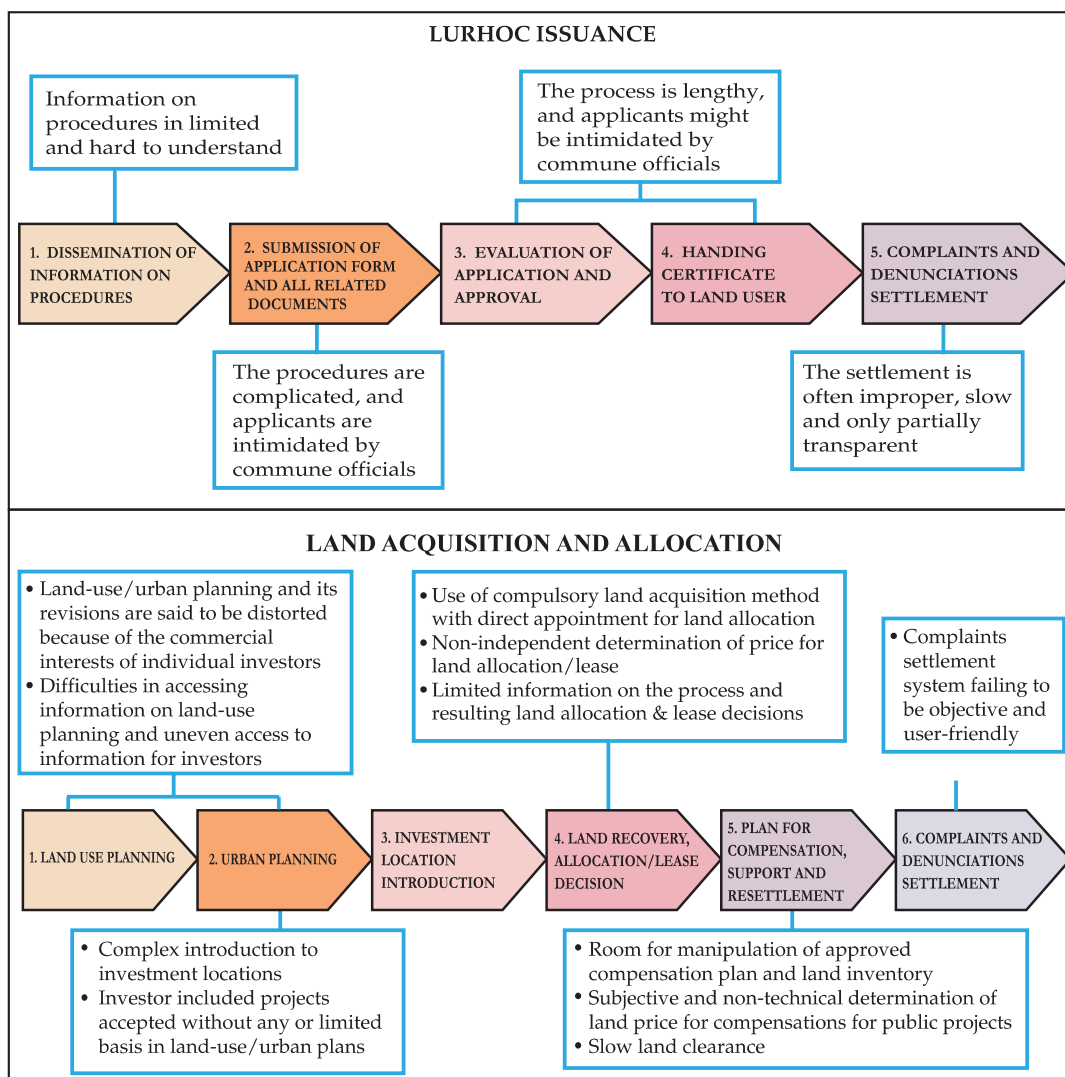 LURHOC ISSUANCE
Information on
procedures in limited
and hard to understand
The process is lengthy,
and applicants might
be intimidated by
commune officials
1. DISSEMINATION OF
INFORMATION ON
PROCEDURES
2. SUBMISSION OF
APPLICATION FORM
AND ALL RELATED
DOCUMENTS
3. EVALUATION OF
APPLICATION AND
APPROVAL
4. HANDING
CERTIFICATE
TO LAND USER
5. COMPLAINTS AND
DENUNCIATIONS
SETTLEMENT
The procedures are
complicated, and
applicants are
intimidated by
commune officials
The settlement is
often improper, slow
and only partially
transparent
LAND ACQUISITION AND ALLOCATION
• Land-use/urban planning and its
revisions are said to be distorted
because of the commercial
interests of individual investors
• Difficulties in accessing
information on land-use
planning and uneven access to
information for investors
• Use of compulsory land acquisition method
with direct appointment for land allocation
• Non-independent determination of price for
land allocation/lease
• Limited information on the process and
resulting land allocation & lease decisions
• Complaints
settlement
system failing to
be objective and
user-friendly
1. LAND USE PLANNING
2. URBAN PLANNING
3. INVESTMENT
LOCATION
INTRODUCTION
4. LAND RECOVERY,
ALLOCATION/LEASE
DECISION
5. PLAN FOR
COMPENSATION,
SUPPORT AND
RESETTLEMENT
6. COMPLAINTS AND
DENUNCIATIONS
SETTLEMENT
• Complex introduction to
investment locations
• Investor included projects
accepted without any or limited
basis in land-use/urban plans
• Room for manipulation of approved
compensation plan and land inventory
• Subjective and non-technical determination of
land price for compensations for public projects
• Slow land clearance